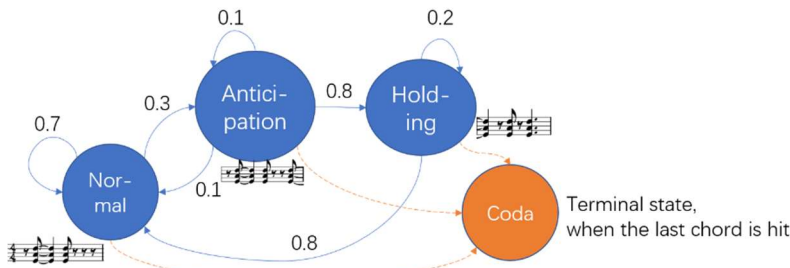 0.1
0.2
Antici-
pation
0.8
Hold-
ing
0.3
0.7
Nor-
mal
0.1
Coda
Terminal state,
when the last chord is hit
0.8